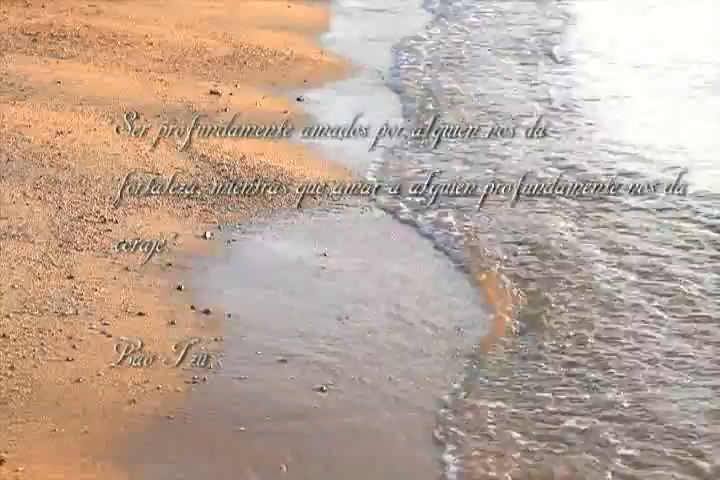 Ser profundamente amados por alguien nos da
fortaleza, mientras que amar a alguien profundamente nos da
coraje.
Lao Tzu